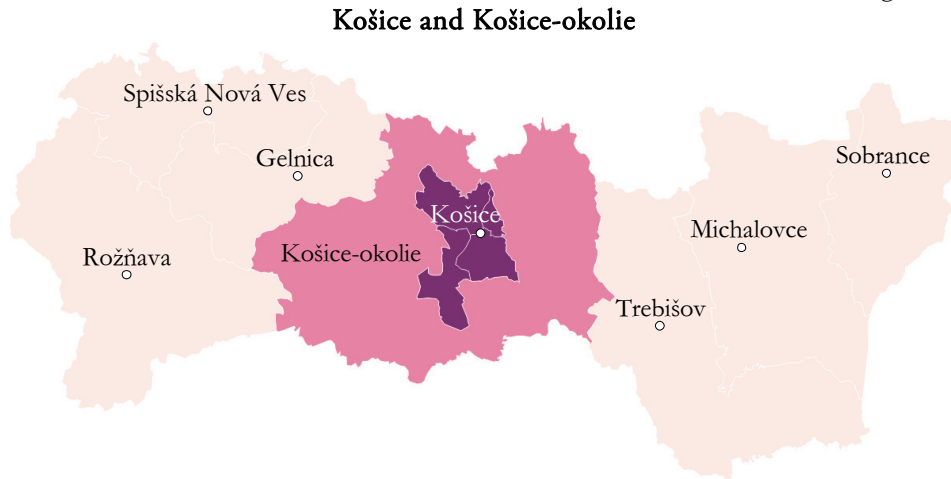 Košice and Košice-okolie
Spišská Nová Ves
Gelnica
Sobrance
Košice
Michalovce
Košice-okolie
Rožňava
Trebišov